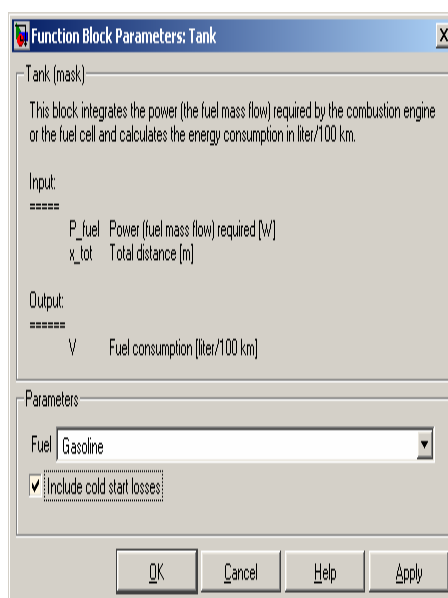 Function Block Parameters: Tank
Tank (mask)
This block integrates the power (the fuel mass flow) required by the combustion engine
or the fuel cell and calculates the energy consumption in liter/100 km.
Input:
=====
P_fuel Power (fuel mass flow) required [W]
x_tot Total distance [m]
Output:
======
V Fuel consumption [liter/100 km]
Parameters
Fuel Gasoline
Include cold start losses
OK Cancel Help Apply